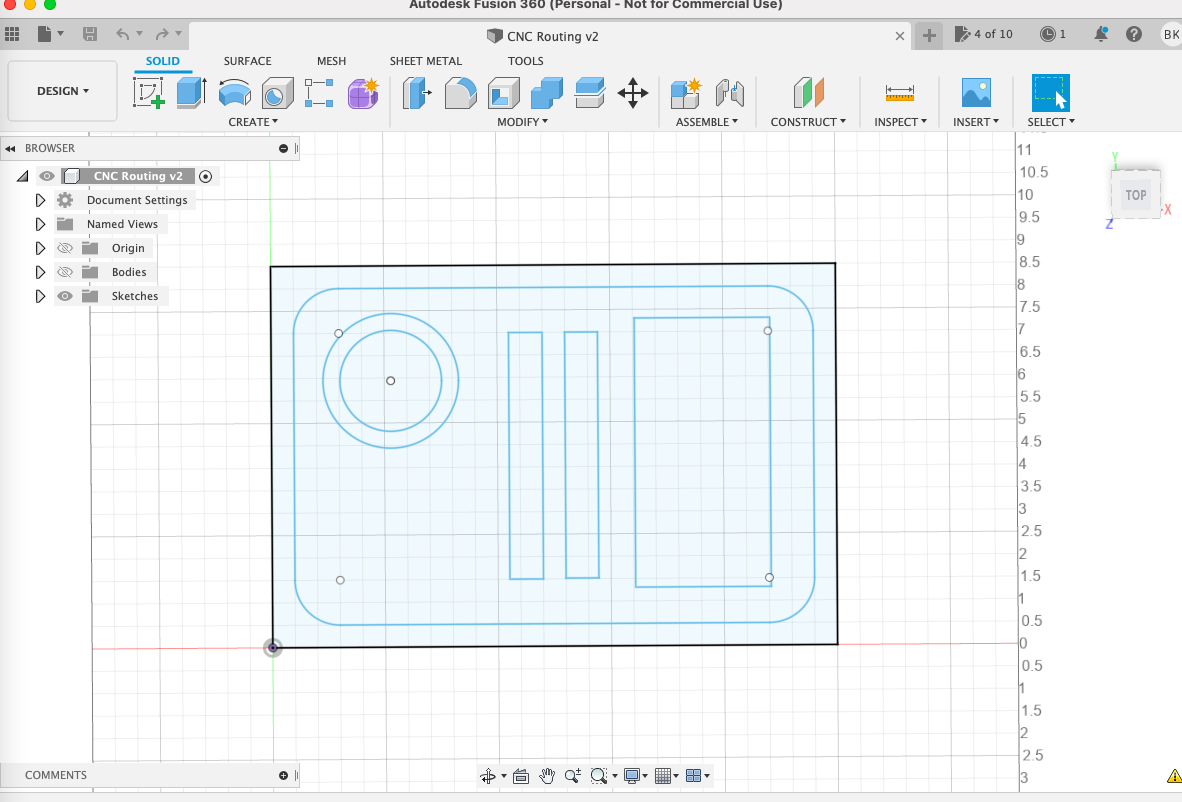 Autodesk Fusion 360 (Personal - Not for Commercial Use)
CNC Routing v2
4 of 10
1
BK
DESIGN
SOLID
SURFACE
MESH
SHEET METAL
TOOLS
CREATE
MODIFY
ASSEMBLE
CONSTRUCT
INSPECT
INSERT
SELECT
BROWSER
CNC Routing v2
Document Settings
Named Views
Origin
Bodies
Sketches
11
10.5
10
9.5
9
8.5
8
7.5
7
6.5
6
5.5
5
4.5
4
3.5
3
2.5
2
1.5
1
0.5
0
0.5
1
1.5
2
2.5
3
Y
TOP
X
Z
COMMENTS